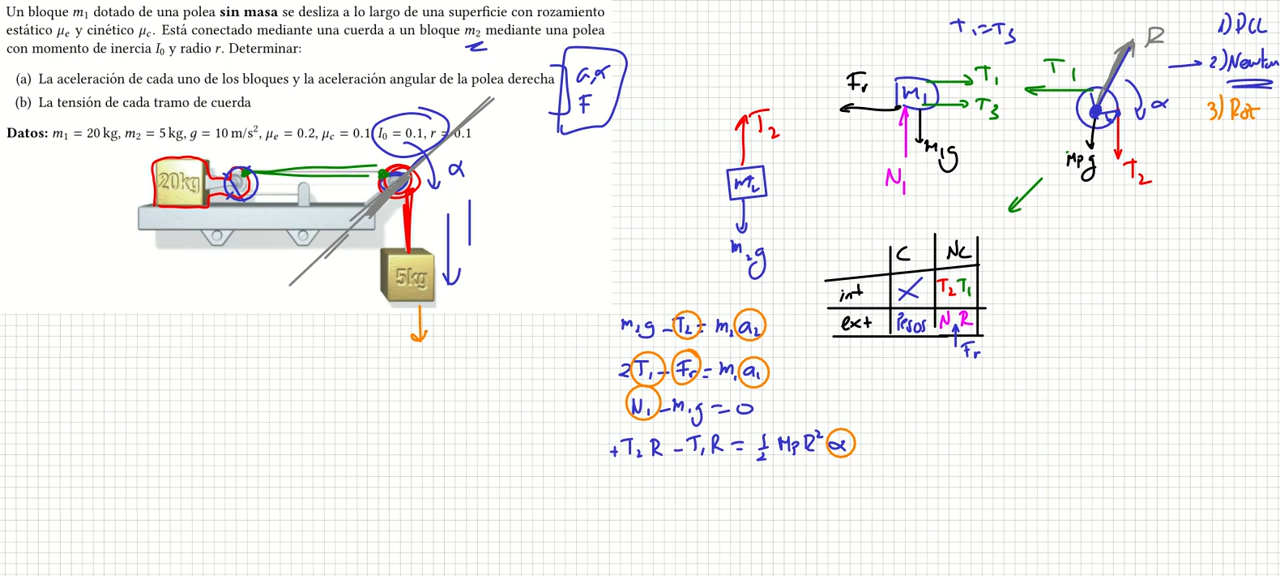 Un bloque m₁ dotado de una polea sin masa se desliza a lo largo de una superficie con rozamiento
estático μₑ y cinético μ꜀. Está conectado mediante una cuerda a un bloque m₂ mediante una polea
con momento de inercia I₀ y radio r. Determinar:
(a) La aceleración de cada uno de los bloques y la aceleración angular de la polea derecha
(b) La tensión de cada tramo de cuerda
Datos: m₁ = 20 kg, m₂ = 5 kg, g = 10 m/s², μₑ = 0.2, μ꜀ = 0.1 I₀ = 0.1, r = 0.1
a, α
F
20kg
α
5kg
T₁=T₃
1) DCL
→ 2) Newton
3) Rot
Fr
m₁
T₁
T₃
m₁g
N₁
T₂
m₂
m₂g
R
T₁
α
Mpg
T₂
C NC
int X T₂ T₁
ext Pesos N R
Fr
m₂g - T₂ = m₂a₂
2T₁ - Fr = m₁a₁
N₁ - m₁g = 0
+T₂R - T₁R = ½ MpR² α